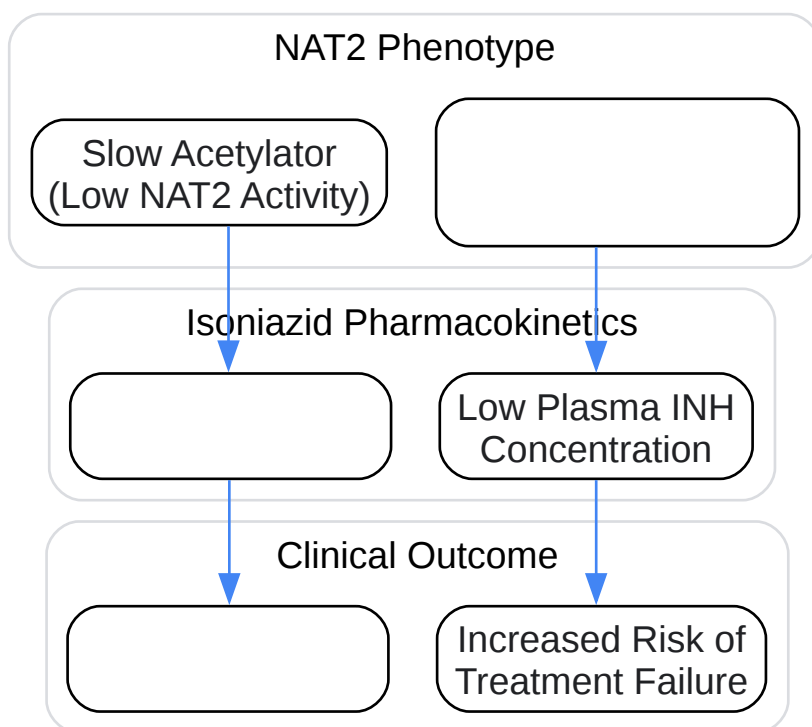 NAT2 Phenotype
Slow Acetylator
(Low NAT2 Activity)
Isoniazid Pharmacokinetics
Low Plasma INH
Concentration
Clinical Outcome
Increased Risk of
Treatment Failure